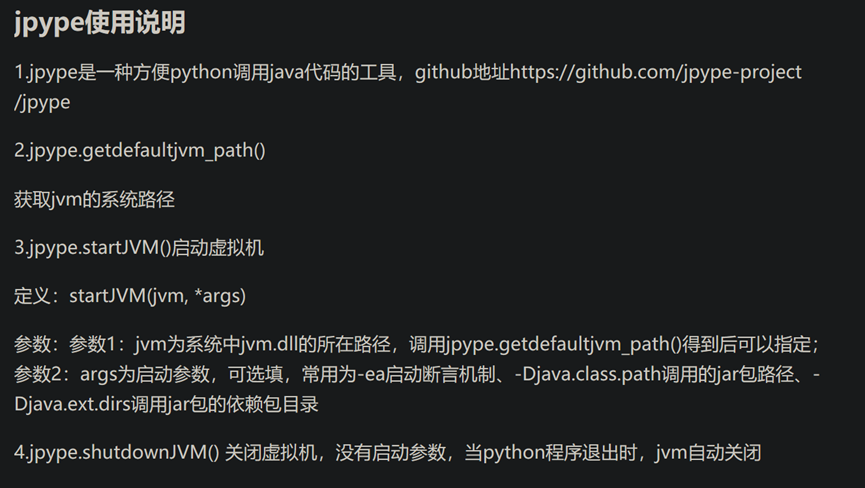 jpype使用说明
1.jpype是一种方便python调用java代码的工具，github地址https://github.com/jpype-project
/jpype
2.jpype.getdefaultjvm_path()
获取jvm的系统路径
3.jpype.startJVM()启动虚拟机
定义：startJVM(jvm, *args)
参数：参数1：jvm为系统中jvm.dll的所在路径，调用jpype.getdefaultjvm_path()得到后可以指定；
参数2：args为启动参数，可选填，常用为-ea启动断言机制、-Djava.class.path调用的jar包路径、-
Djava.ext.dirs调用jar包的依赖包目录
4.jpype.shutdownJVM() 关闭虚拟机，没有启动参数，当python程序退出时，jvm自动关闭